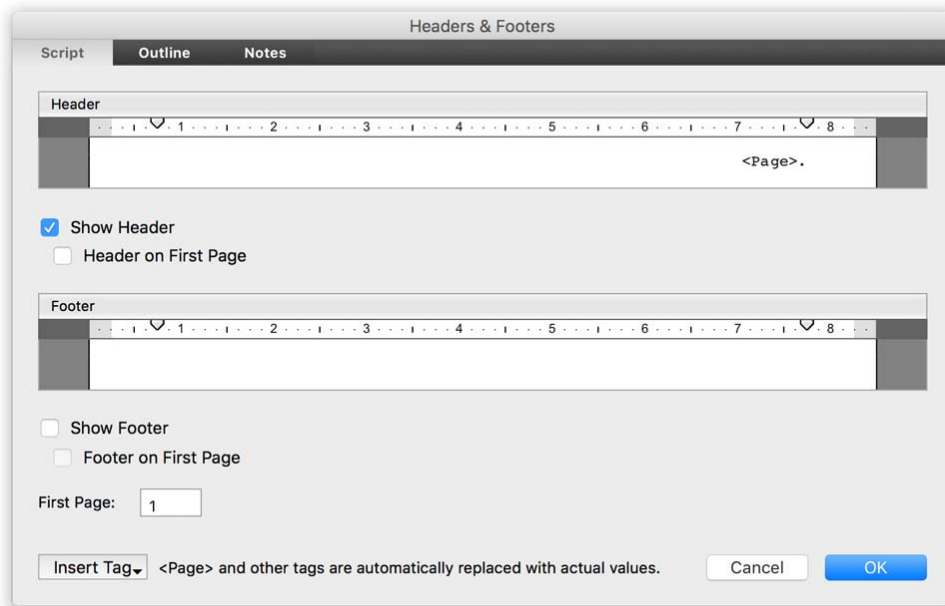 Headers & Footers
Script Outline Notes
Header
1 2 3 4 5 6 7 8
<Page>.
Show Header
Header on First Page
Footer
1 2 3 4 5 6 7 8
Show Footer
Footer on First Page
First Page: 1
Insert Tag <Page> and other tags are automatically replaced with actual values. Cancel OK